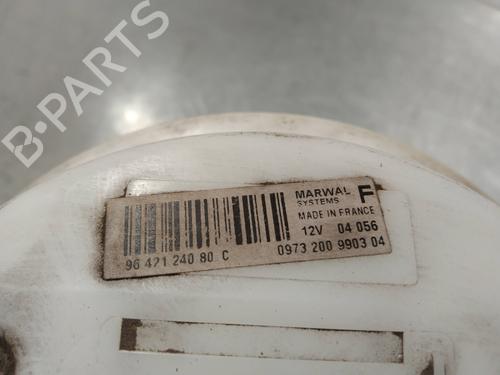 B-PARTS
MARWAL F
SYSTEMS
MADE IN FRANCE
12V 04 056
96 421 240 80 C 0973 200 9903 04